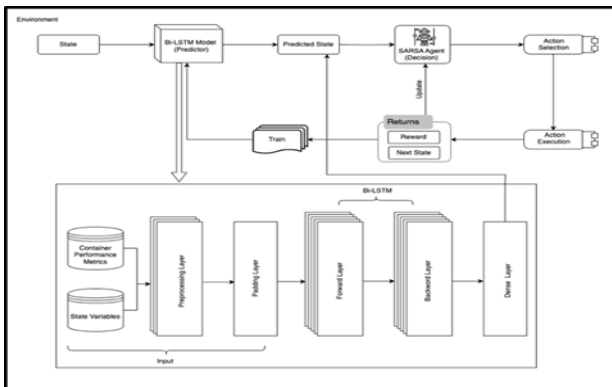 Environment
State
Bi-LSTM Model
(Predictor)
Predicted State
SARSA Agent
(Decision)
Action
Selection
Update
Returns
Reward
Next State
Train
Action
Execution
Bi-LSTM
Container
Performance
Metrics
State Variables
Preprocessing Layer
Padding Layer
Forward Layer
Backword Layer
Dense Layer
Input